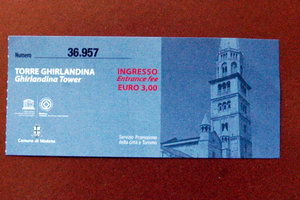 Numero 36.957
TORRE GHIRLANDINA
Ghirlandina Tower
INGRESSO
Entrance fee
EURO 3,00
Comune di Modena
Servizio Promozione
della Città e Turismo